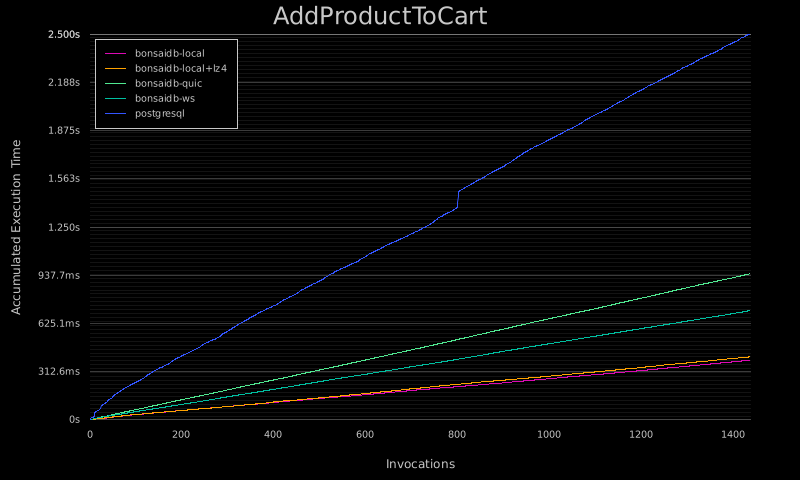 AddProductToCart
2.500s
2.188s
1.875s
1.563s
1.250s
937.7ms
625.1ms
312.6ms
0s
bonsaidb-local
bonsaidb-local+lz4
bonsaidb-quic
bonsaidb-ws
postgresql
Accumulated Execution Time
0 200 400 600 800 1000 1200 1400
Invocations